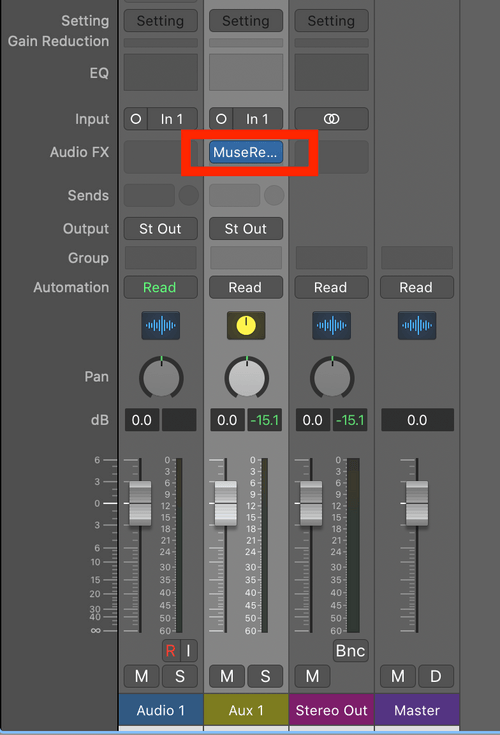 Setting Setting Setting Setting
Gain Reduction
EQ
Input In 1 In 1
Audio FX MuseRe...
Sends
Output St Out St Out
Group
Automation Read Read Read Read
Pan
dB 0.0 0.0 -15.1 0.0 -15.1 0.0
6 0 0 0
3 3 3 3
6 6 6
0 9 9 9
12 12 12
15 15 15
3 18 18 18
21 21 21
6 24 24 24
10 30 30 30
15 35 35 35
20 40 40 40
30 45 45 45
40 50 50 50
∞ 60 60 60
R I Bnc
M S M S M M D
Audio 1 Aux 1 Stereo Out Master